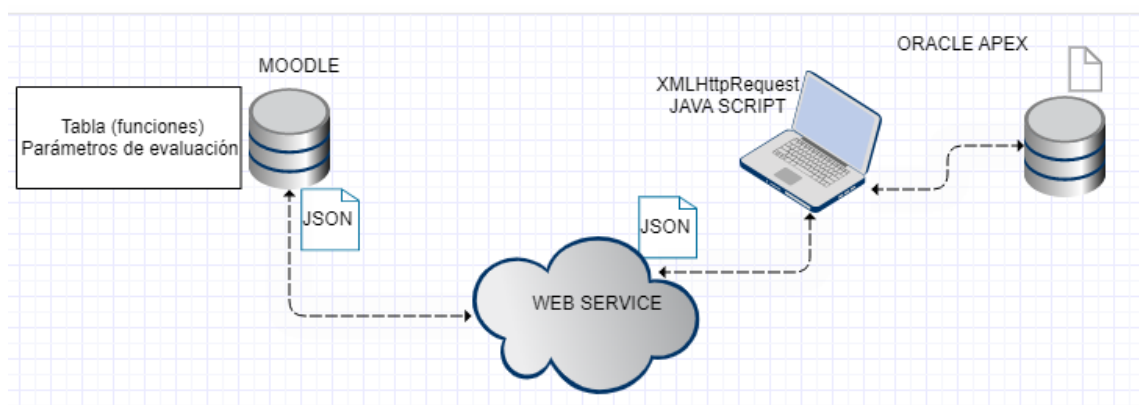 MOODLE
Tabla (funciones)
Parámetros de evaluación
JSON
WEB SERVICE
JSON
XMLHttpRequest
JAVA SCRIPT
ORACLE APEX